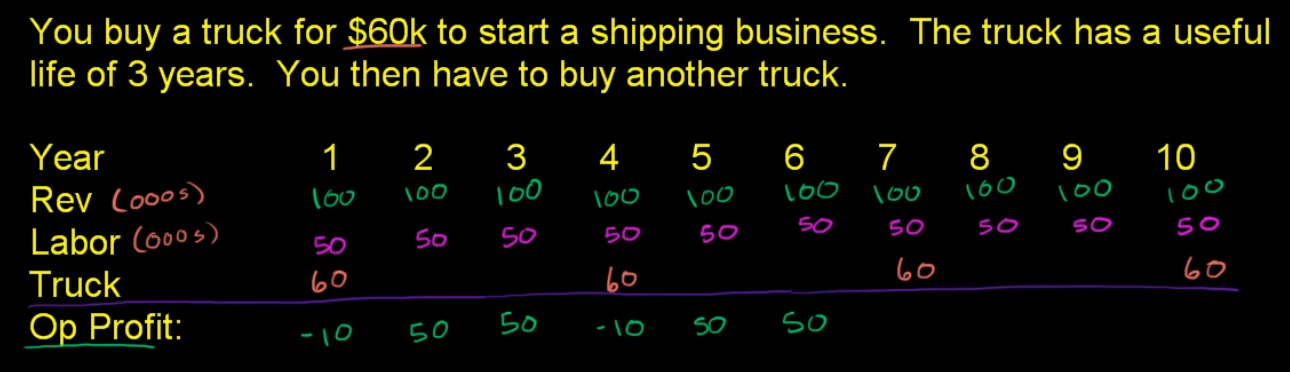 You buy a truck for $60k to start a shipping business. The truck has a useful
life of 3 years. You then have to buy another truck.
Year 1 2 3 4 5 6 7 8 9 10
Rev (000s) 100 100 100 100 100 100 100 100 100 100
Labor (000s) 50 50 50 50 50 50 50 50 50 50
Truck 60 60 60 60
Op Profit: -10 50 50 -10 50 50